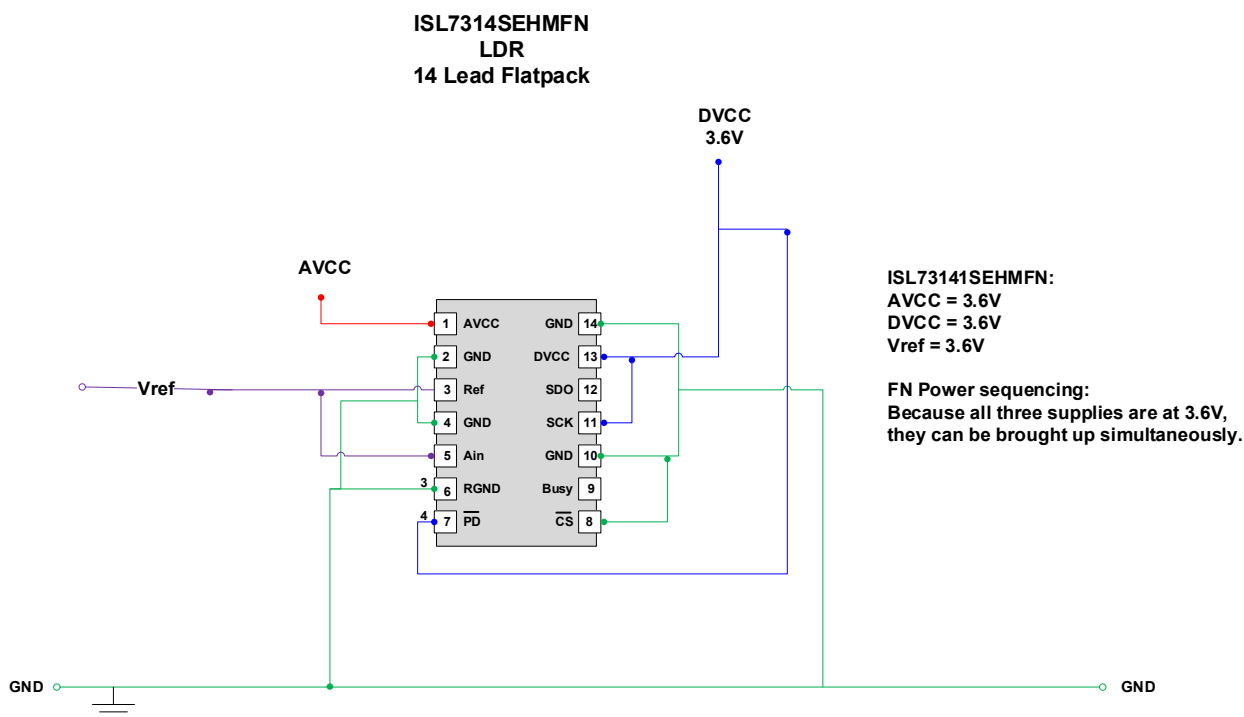 ISL7314SEHMFN
LDR
14 Lead Flatpack
DVCC
3.6V
AVCC
ISL73141SEHMFN:
AVCC = 3.6V
DVCC = 3.6V
Vref = 3.6V
FN Power sequencing:
Because all three supplies are at 3.6V,
they can be brought up simultaneously.
Vref
1 AVCC GND 14
2 GND DVCC 13
3 Ref SDO 12
4 GND SCK 11
5 Ain GND 10
3 6 RGND Busy 9
4 7 PD CS 8
GND GND